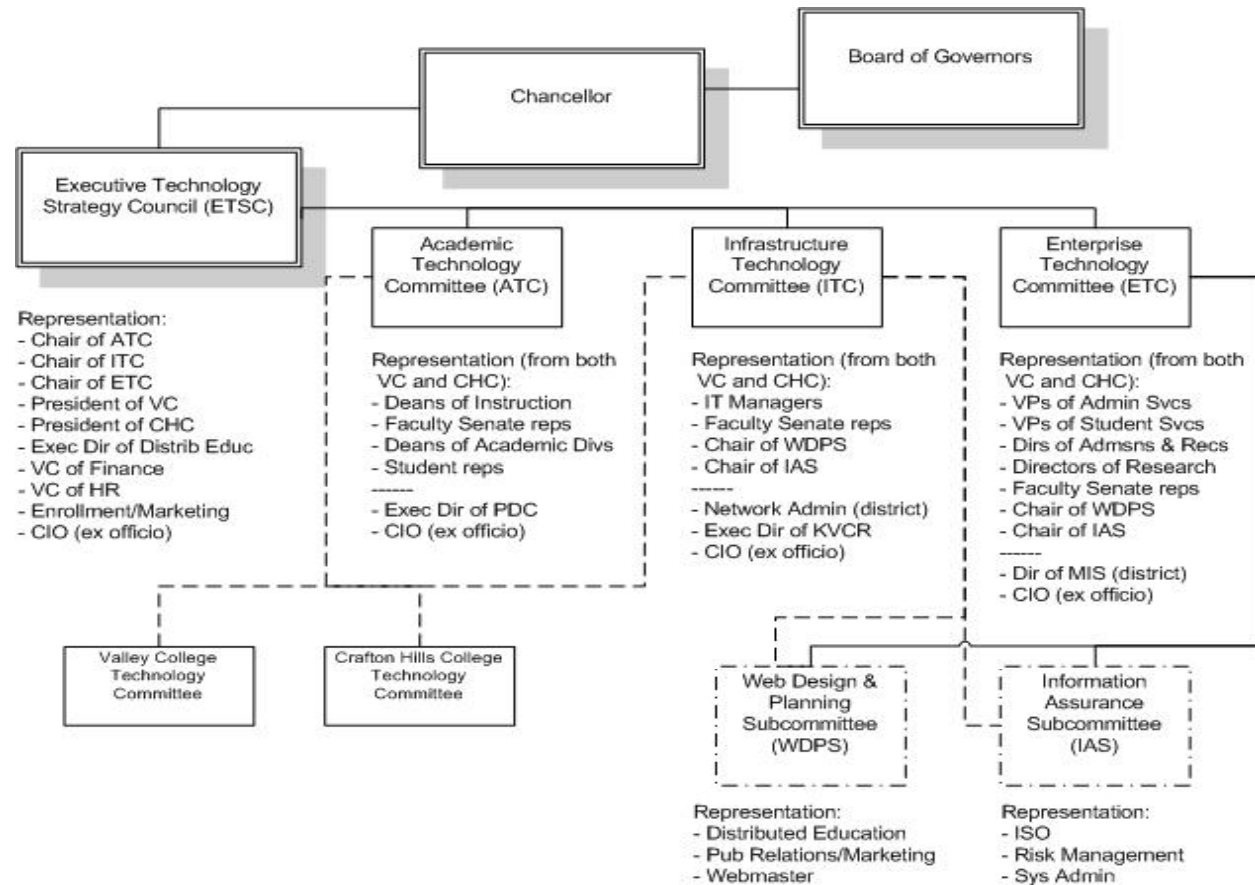 Board of Governors
Chancellor
Executive Technology
Strategy Council (ETSC)
Academic
Technology
Committee (ATC)
Infrastructure
Technology
Committee (ITC)
Enterprise
Technology
Committee (ETC)
Representation:
- Chair of ATC
- Chair of ITC
- Chair of ETC
- President of VC
- President of CHC
- Exec Dir of Distrib Educ
- VC of Finance
- VC of HR
- Enrollment/Marketing
- CIO (ex officio)
Representation (from both
VC and CHC):
- Deans of Instruction
- Faculty Senate reps
- Deans of Academic Divs
- Student reps
------
- Exec Dir of PDC
- CIO (ex officio)
Representation (from both
VC and CHC):
- IT Managers
- Faculty Senate reps
- Chair of WDPS
- Chair of IAS
------
- Network Admin (district)
- Exec Dir of KVCR
- CIO (ex officio)
Representation (from both
VC and CHC):
- VPs of Admin Svcs
- VPs of Student Svcs
- Dirs of Admsns & Recs
- Directors of Research
- Faculty Senate reps
- Chair of WDPS
- Chair of IAS
------
- Dir of MIS (district)
- CIO (ex officio)
Valley College
Technology
Committee
Crafton Hills College
Technology
Committee
Web Design &
Planning
Subcommittee
(WDPS)
Information
Assurance
Subcommittee
(IAS)
Representation:
- Distributed Education
- Pub Relations/Marketing
- Webmaster
Representation:
- ISO
- Risk Management
- Sys Admin